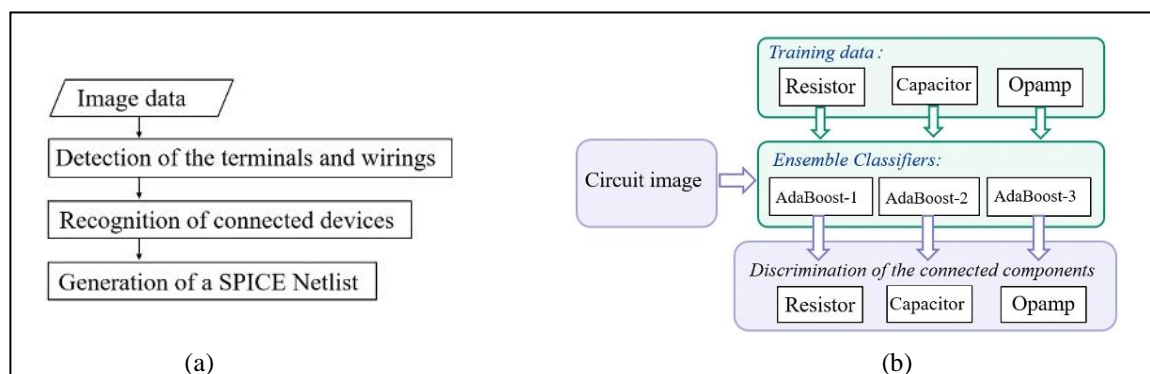 Image data
Detection of the terminals and wirings
Recognition of connected devices
Generation of a SPICE Netlist
(a)
Training data :
Resistor Capacitor Opamp
Circuit image
Ensemble Classifiers:
AdaBoost-1 AdaBoost-2 AdaBoost-3
Discrimination of the connected components
Resistor Capacitor Opamp
(b)